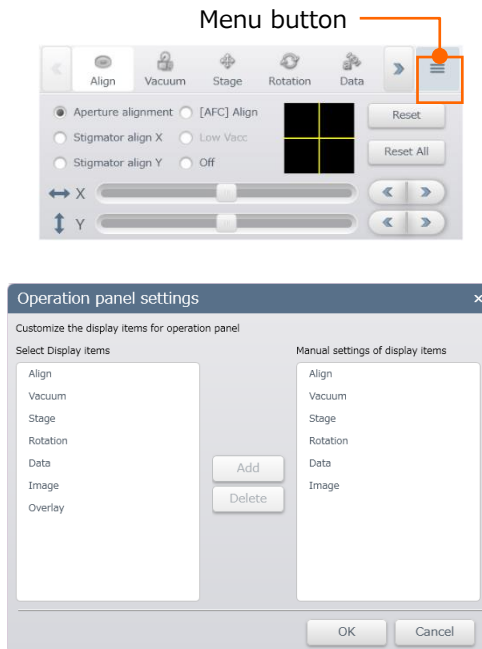 Menu button
Align Vacuum Stage Rotation Data
Aperture alignment [AFC] Align Reset
Stigmator align X Low Vacc
Stigmator align Y Off Reset All
X
Y
Operation panel settings ×
Customize the display items for operation panel
Select Display items Manual settings of display items
Align Align
Vacuum Vacuum
Stage Stage
Rotation Rotation
Data Add Data
Image Delete Image
Overlay
OK Cancel